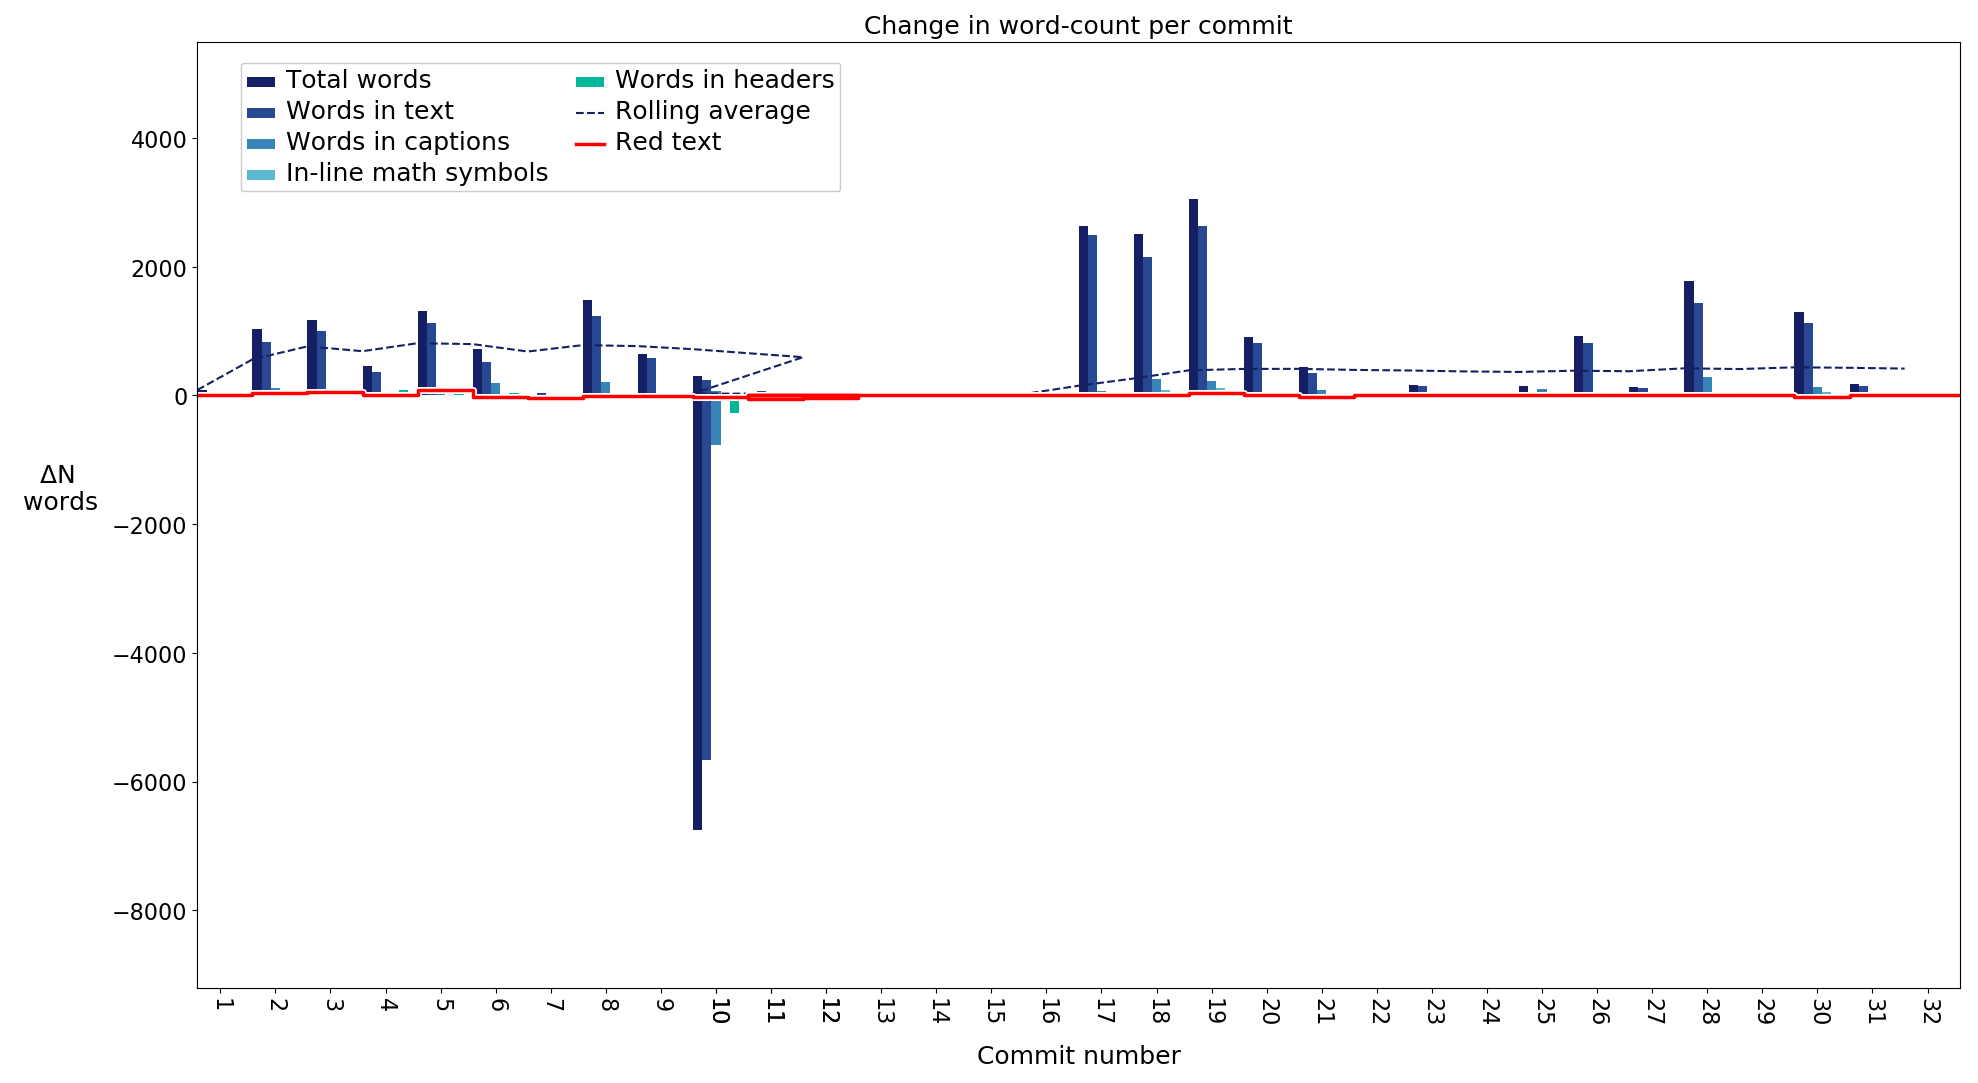 Change in word-count per commit
Total words
Words in text
Words in captions
In-line math symbols
Words in headers
Rolling average
Red text
4000
2000
0
−2000
−4000
−6000
−8000
ΔN
words
1 2 3 4 5 6 7 8 9 10 11 12 13 14 15 16 17 18 19 20 21 22 23 24 25 26 27 28 29 30 31 32
Commit number